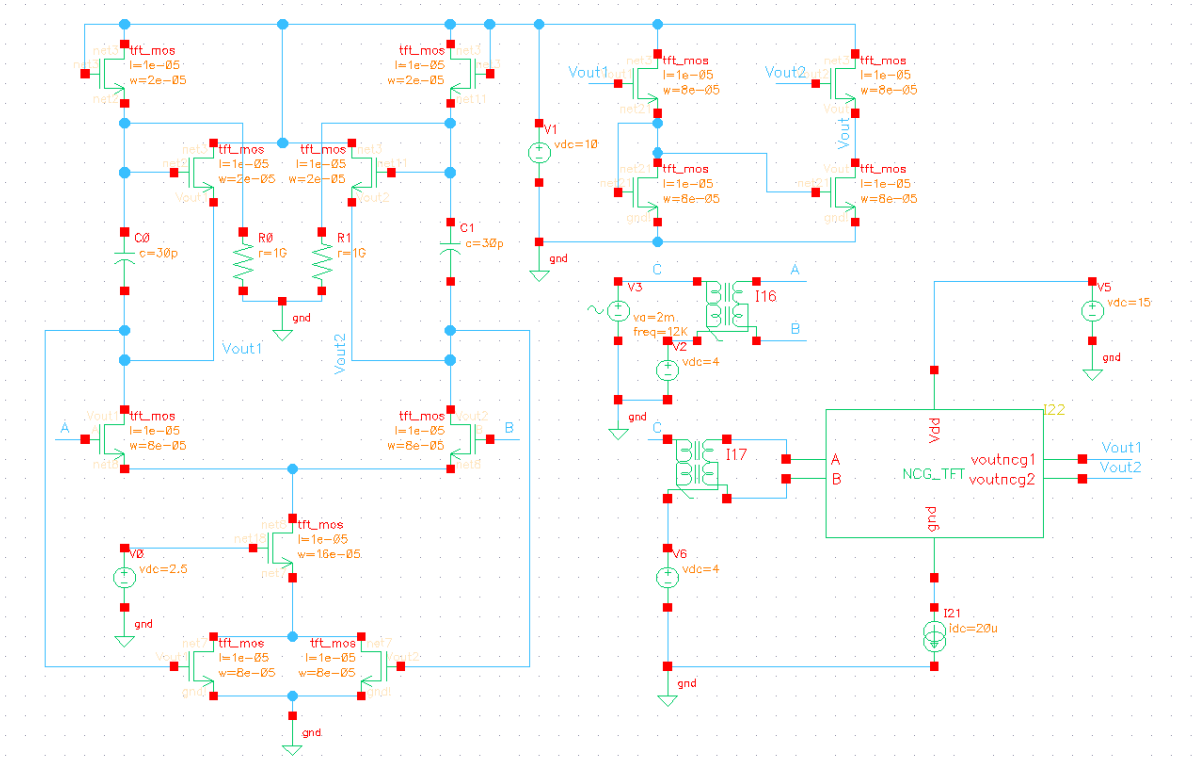 tft_mos
l=1e-05
w=2e-05
tft_mos
l=1e-05
w=2e-05
Vout1
tft_mos
l=1e-05
w=8e-05
Vout2
tft_mos
l=1e-05
w=8e-05
V1
vdc=10
Vout
tft_mos
l=1e-05
w=2e-05
tft_mos
l=1e-05
w=2e-05
tft_mos
l=1e-05
w=8e-05
tft_mos
l=1e-05
w=8e-05
C0
c=30p
R0
r=1G
R1
r=1G
C1
c=30p
gnd
gnd
Vout1
Vout2
C
A
V3
va=2m
freq=12K
I16
B
V2
vdc=4
gnd
V5
vdc=15
gnd
A
tft_mos
l=1e-05
w=8e-05
tft_mos
l=1e-05
w=8e-05
B
C
I17
I22
Vdd
A
B
NCG_TFT
voutncg1
voutncg2
gnd
Vout1
Vout2
tft_mos
l=1e-05
w=16e-05
V0
vdc=2.5
gnd
V6
vdc=4
I21
idc=20u
gnd
tft_mos
l=1e-05
w=8e-05
tft_mos
l=1e-05
w=8e-05
gnd